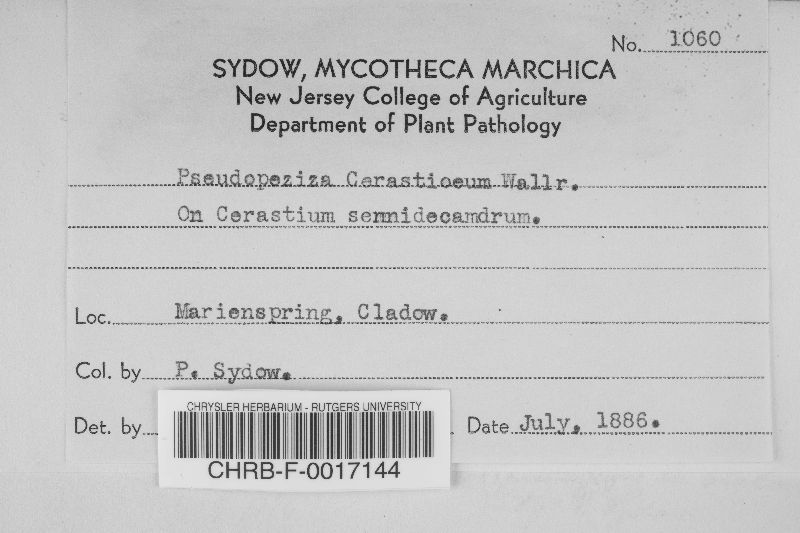 No. 1060
SYDOW, MYCOTHECA MARCHICA
New Jersey College of Agriculture
Department of Plant Pathology
Pseudopeziza Cerastioeum Wallr.
On Cerastium semnidecamdrum.
Loc. Marienspring, Cladow.
Col. by P. Sydow.
Det. by Date July, 1886.
CHRYSLER HERBARIUM - RUTGERS UNIVERSITY
CHRB-F-0017144